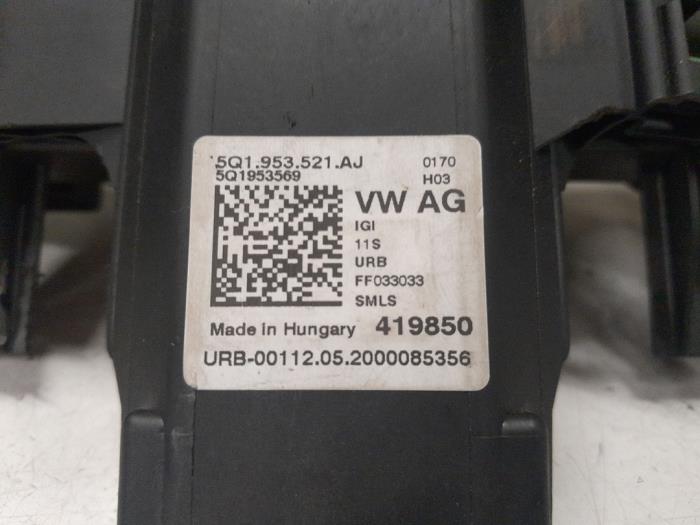 5Q1.953.521.AJ 0170
5Q1953569 H03
VW AG
IGI
11S
URB
FF033033
SMLS
Made in Hungary 419850
URB-00112.05.2000085356